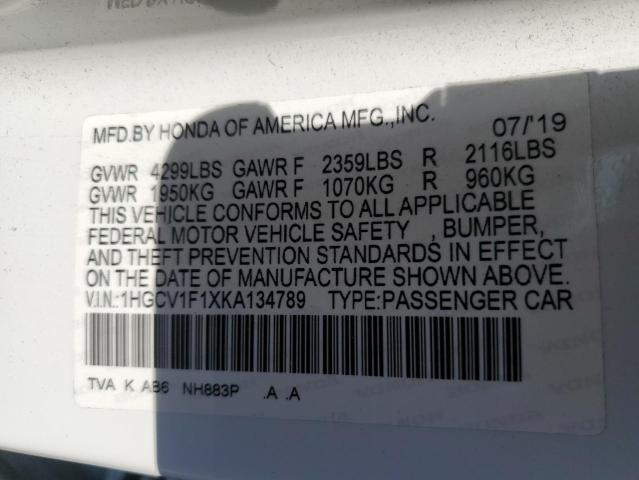 MFD.BY HONDA OF AMERICA MFG.,INC. 07/'19
GVWR 4299LBS GAWR F 2359LBS R 2116LBS
GVWR 1950KG GAWR F 1070KG R 960KG
THIS VEHICLE CONFORMS TO ALL APPLICABLE
FEDERAL MOTOR VEHICLE SAFETY , BUMPER,
AND THEFT PREVENTION STANDARDS IN EFFECT
ON THE DATE OF MANUFACTURE SHOWN ABOVE.
V.I.N.:1HGCV1F1XKA134789 TYPE:PASSENGER CAR
TVA K AB6 NH883P .A .A